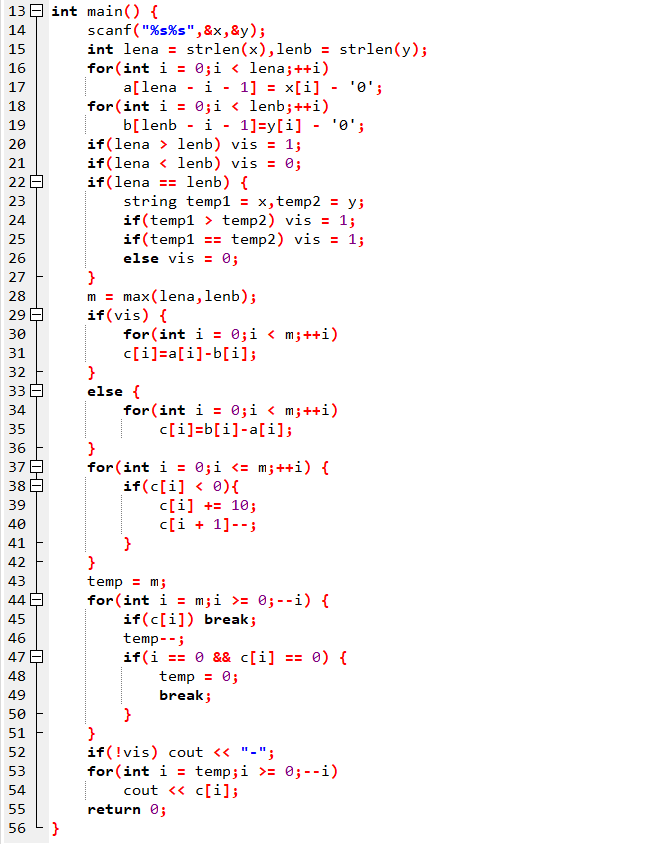 13 int main() {
14     scanf("%s%s",&x,&y);
15     int lena = strlen(x),lenb = strlen(y);
16     for(int i = 0;i < lena;++i)
17         a[lena - i - 1] = x[i] - '0';
18     for(int i = 0;i < lenb;++i)
19         b[lenb - i - 1]=y[i] - '0';
20     if(lena > lenb) vis = 1;
21     if(lena < lenb) vis = 0;
22     if(lena == lenb) {
23         string temp1 = x,temp2 = y;
24         if(temp1 > temp2) vis = 1;
25         if(temp1 == temp2) vis = 1;
26         else vis = 0;
27     }
28     m = max(lena,lenb);
29     if(vis) {
30         for(int i = 0;i < m;++i)
31         c[i]=a[i]-b[i];
32     }
33     else {
34         for(int i = 0;i < m;++i)
35             c[i]=b[i]-a[i];
36     }
37     for(int i = 0;i <= m;++i) {
38         if(c[i] < 0){
39             c[i] += 10;
40             c[i + 1]--;
41         }
42     }
43     temp = m;
44     for(int i = m;i >= 0;--i) {
45         if(c[i]) break;
46         temp--;
47         if(i == 0 && c[i] == 0) {
48             temp = 0;
49             break;
50         }
51     }
52     if(!vis) cout << "-";
53     for(int i = temp;i >= 0;--i)
54         cout << c[i];
55     return 0;
56 }